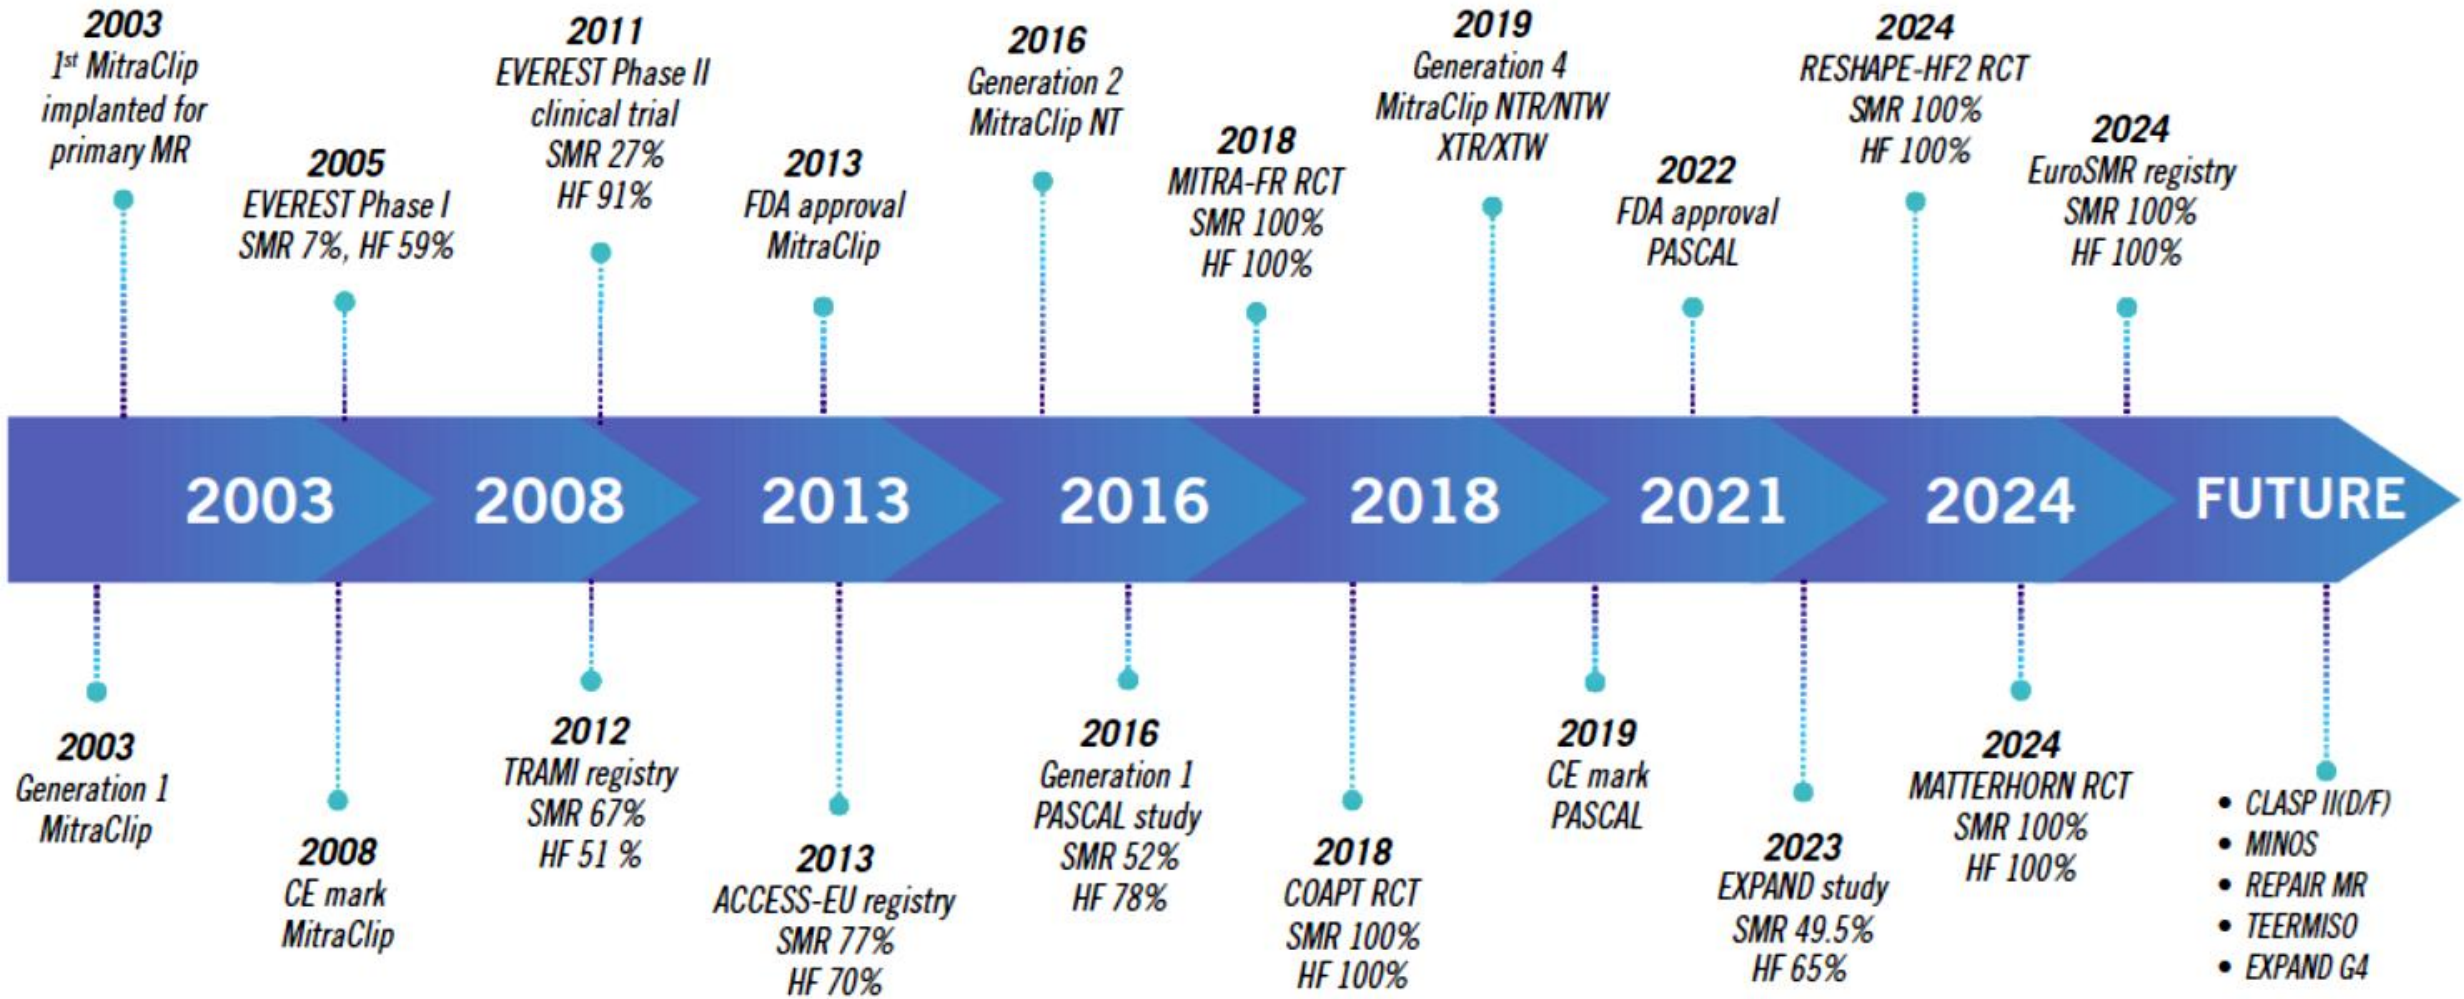 2003
1st MitraClip
implanted for
primary MR
2005
EVEREST Phase I
SMR 7%, HF 59%
2011
EVEREST Phase II
clinical trial
SMR 27%
HF 91%
2013
FDA approval
MitraClip
2016
Generation 2
MitraClip NT
2018
MITRA-FR RCT
SMR 100%
HF 100%
2019
Generation 4
MitraClip NTR/NTW
XTR/XTW
2022
FDA approval
PASCAL
2024
RESHAPE-HF2 RCT
SMR 100%
HF 100%
2024
EuroSMR registry
SMR 100%
HF 100%
2003
2008
2013
2016
2018
2021
2024
FUTURE
2003
Generation 1
MitraClip
2008
CE mark
MitraClip
2012
TRAMI registry
SMR 67%
HF 51 %
2013
ACCESS-EU registry
SMR 77%
HF 70%
2016
Generation 1
PASCAL study
SMR 52%
HF 78%
2018
COAPT RCT
SMR 100%
HF 100%
2019
CE mark
PASCAL
2023
EXPAND study
SMR 49.5%
HF 65%
2024
MATTERHORN RCT
SMR 100%
HF 100%
• CLASP II(D/F)
• MINOS
• REPAIR MR
• TEERMISO
• EXPAND G4